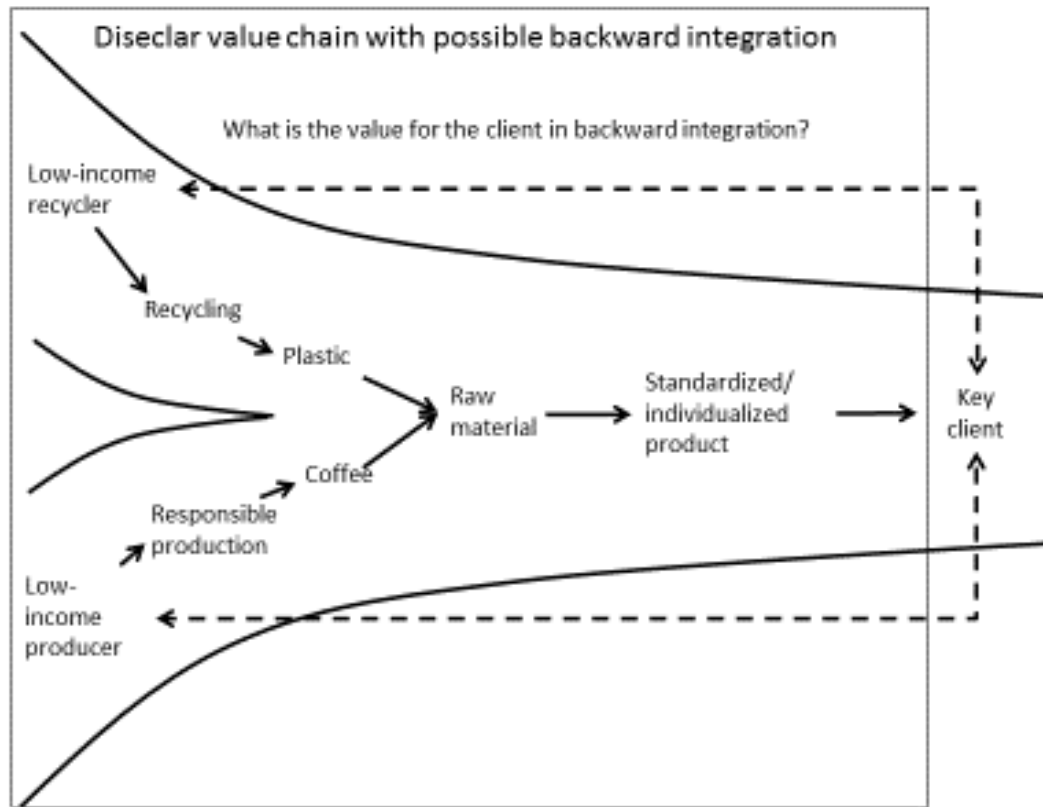 Diseclar value chain with possible backward integration
What is the value for the client in backward integration?
Low-income
recycler
Recycling
Plastic
Raw
material
Standardized/
individualized
product
Key
client
Coffee
Responsible
production
Low-
income
producer